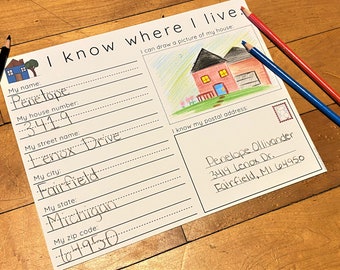 I know where I live.
My name:
Penelope
My house number:
3419
My street name:
Lenox Drive
My city:
Fairfield
My state:
Michigan
My zip code:
64950
I can draw a picture of my house:
I know my postal address:
Penelope Ollivander
3419 Lenox Dr.
Fairfield, MI 64950